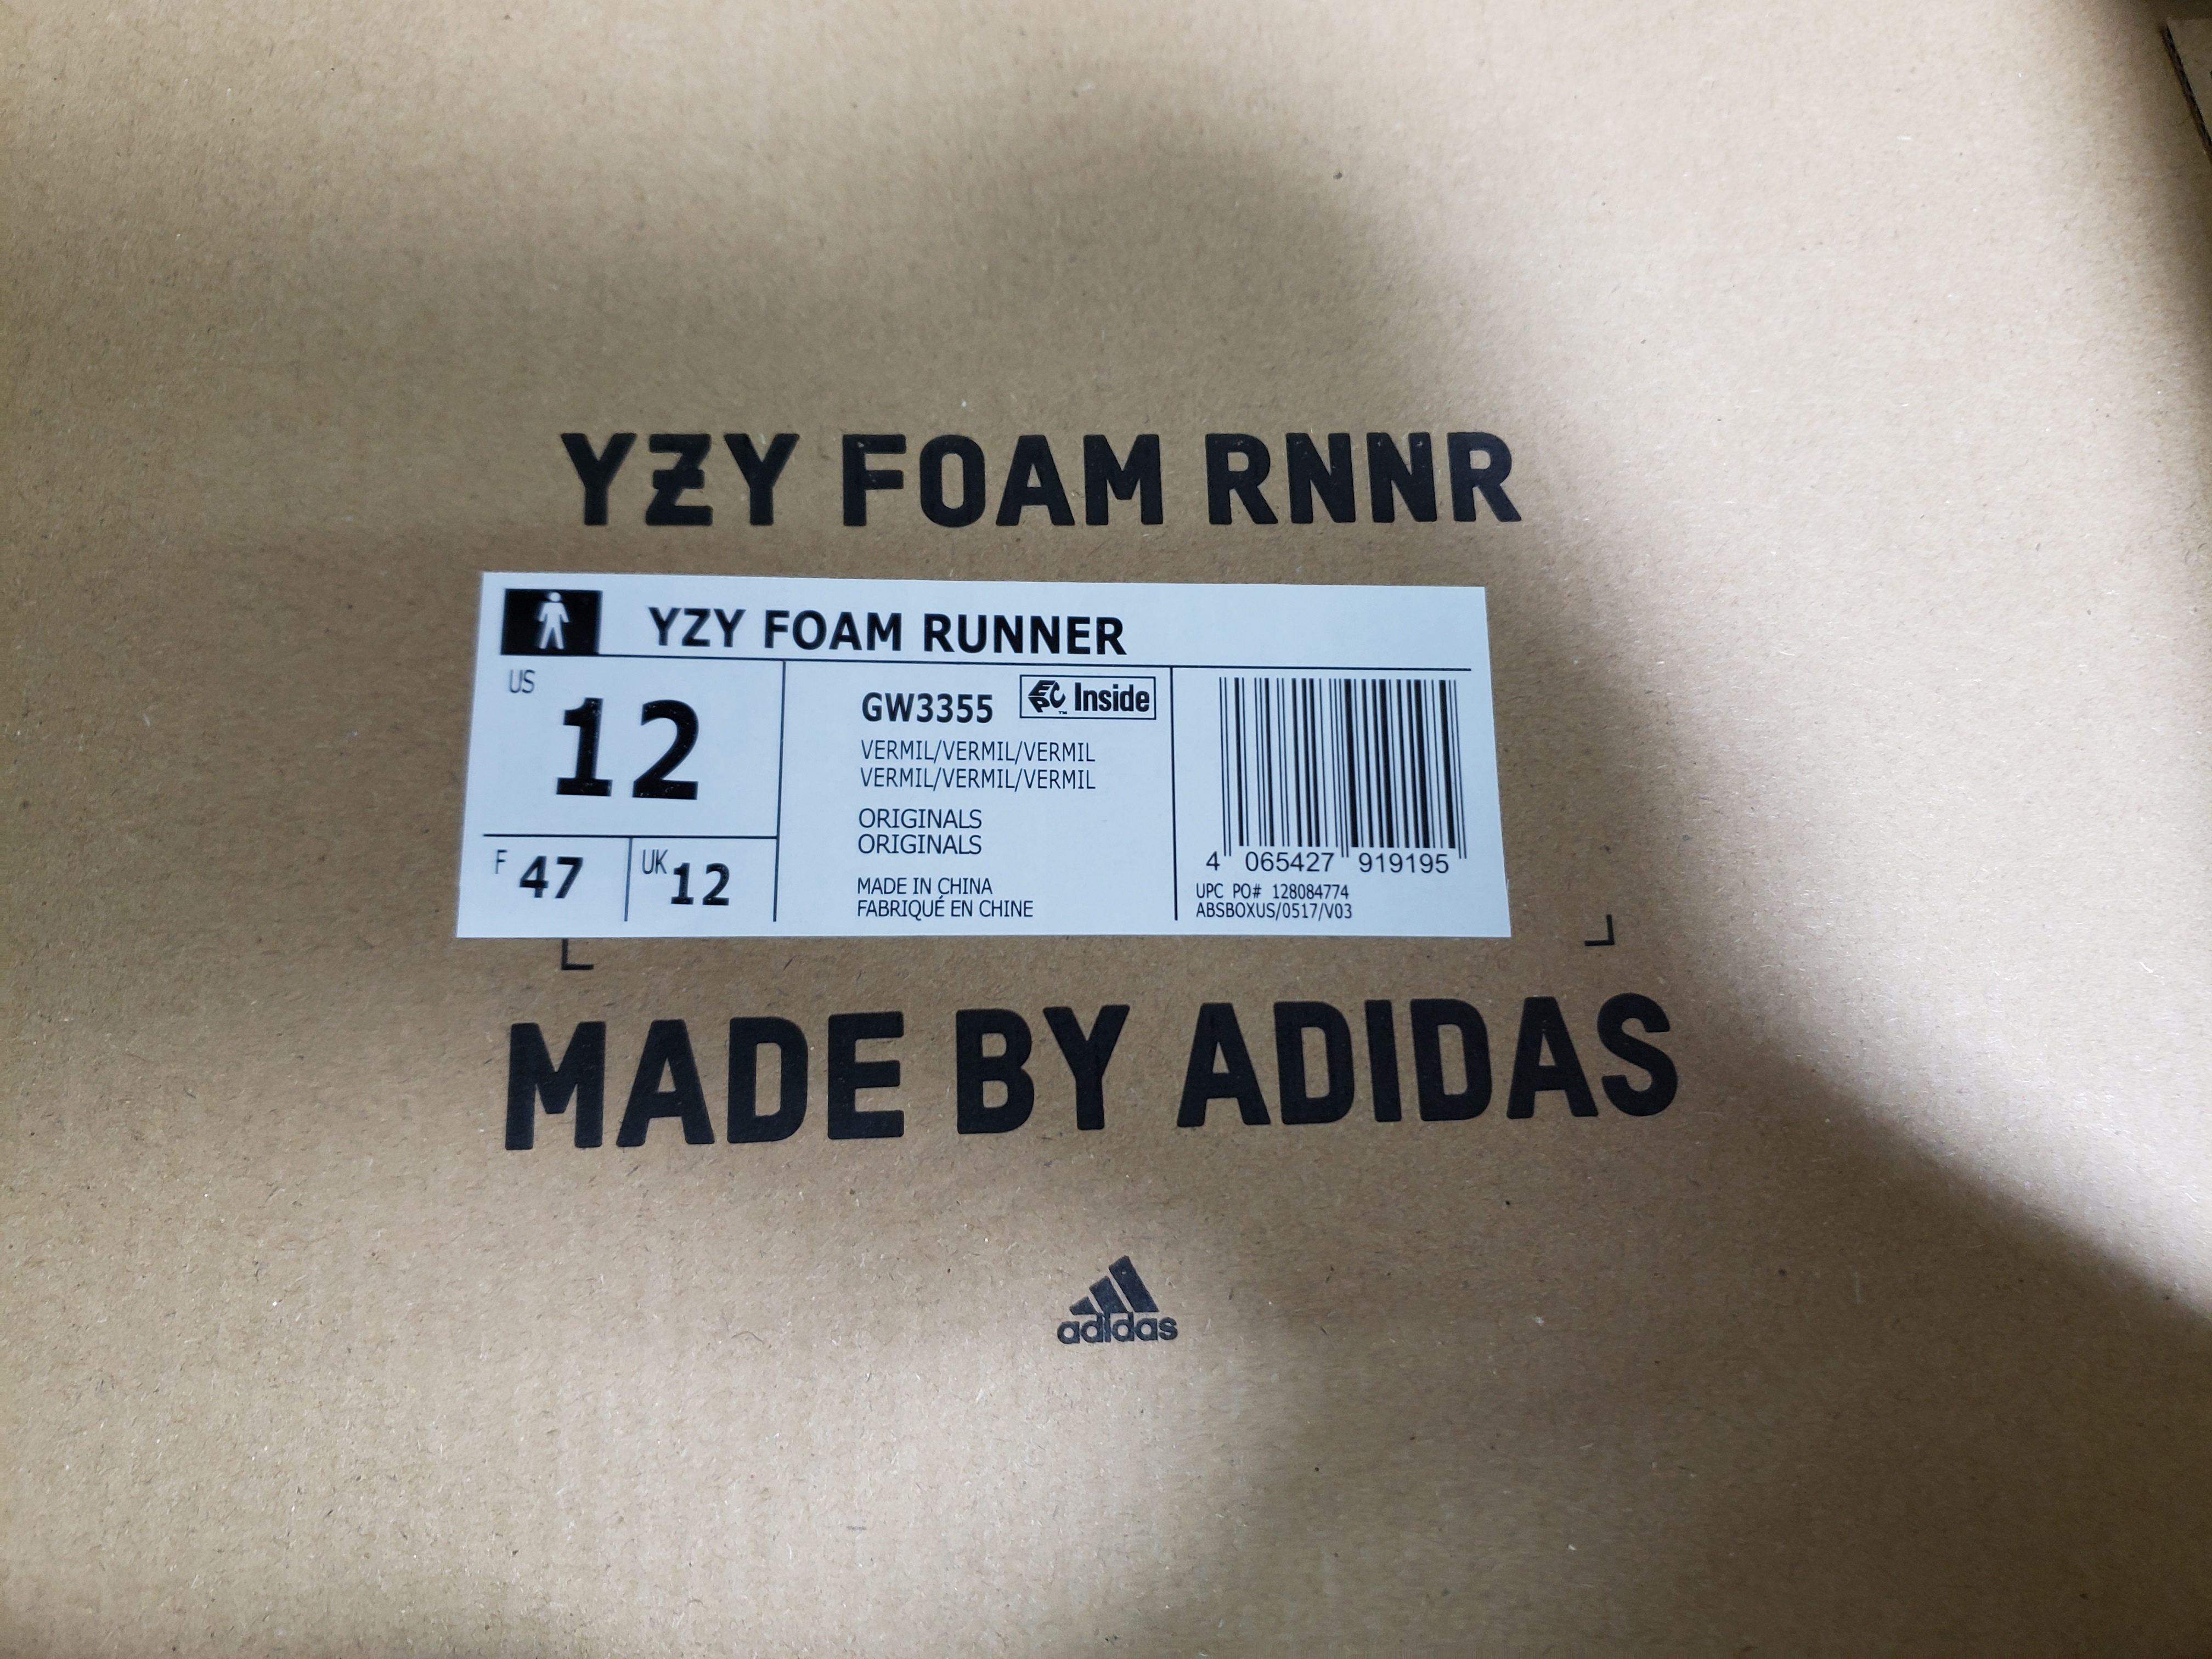 YZY FOAM RNNR
YZY FOAM RUNNER
US
12
F 47
UK 12
GW3355
EPC Inside
™
VERMIL/VERMIL/VERMIL
VERMIL/VERMIL/VERMIL
ORIGINALS
ORIGINALS
MADE IN CHINA
FABRIQUÉ EN CHINE
4 065427 919195
UPC PO# 128084774
ABSBOXUS/0517/V03
MADE BY ADIDAS
adidas